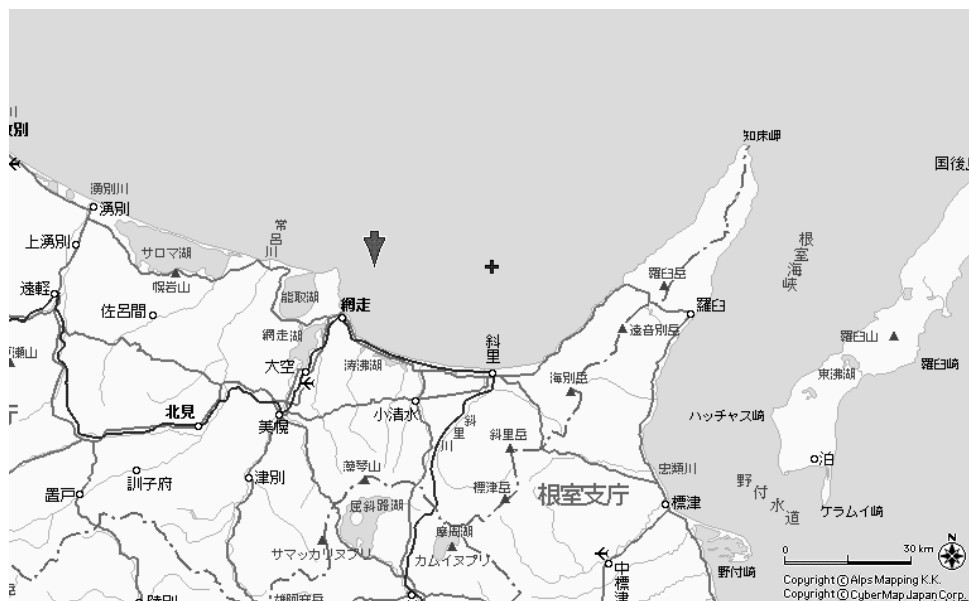 知床岬
国後
湧別川
湧別
常呂川
上湧別
サロマ湖
幌岩山
根室海峡
遠軽
佐呂間
能取湖
網走
羅臼岳
羅臼
網走湖
斜里
遠音別岳
羅臼山
瀬山
大空
涛沸湖
東沸湖
羅臼崎
海別岳
北見
美幌
小清水
斜里川
斜里岳
ハッチャス崎
訓子府
津別
藻琴山
忠類川
泊
置戸
屈斜路湖
標津岳
根室支庁
標津
野付水道
ケラムイ崎
サマッカリヌプリ
摩周湖
カムイヌプリ
中標津
野付崎
N
0
30 km
Copyright © Alps Mapping K.K.
Copyright © CyberMap Japan Corp.